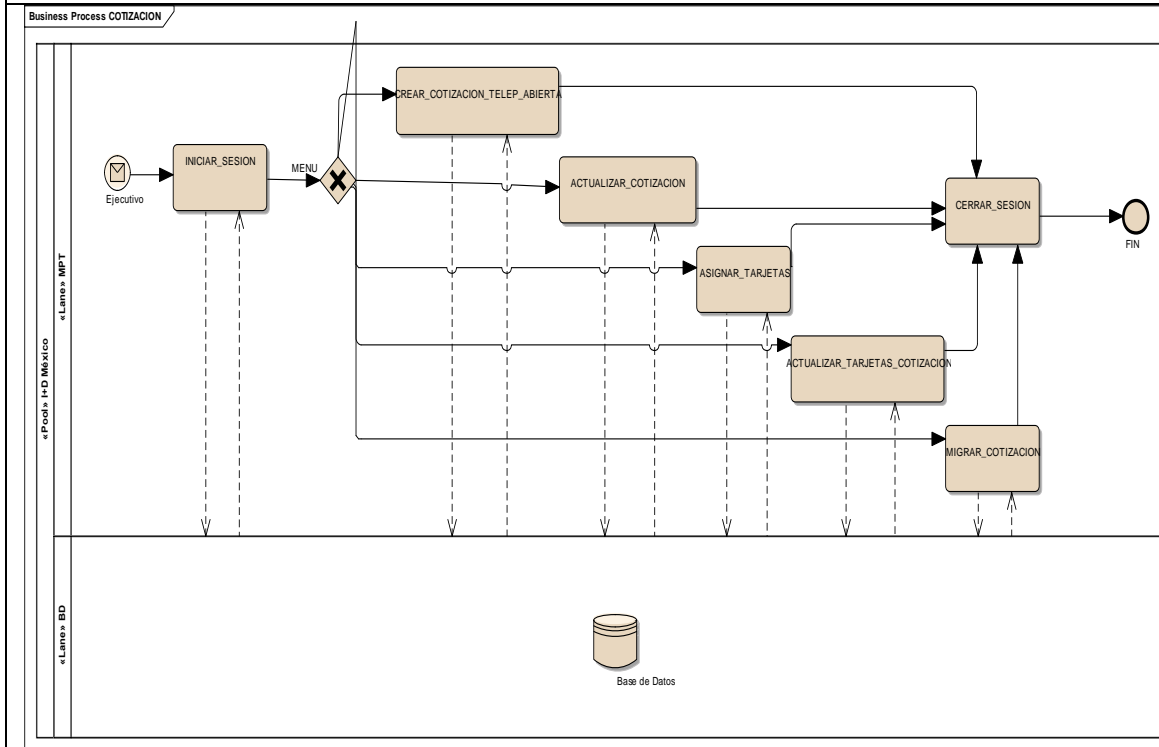 Business Process COTIZACION
«Pool» I+D México
«Lane» MPT
CREAR_COTIZACION_TELEP_ABIERTA
INICIAR_SESION
MENU
ACTUALIZAR_COTIZACION
Ejecutivo
CERRAR_SESION
FIN
ASIGNAR_TARJETAS
ACTUALIZAR_TARJETAS_COTIZACION
MIGRAR_COTIZACION
«Lane» BD
Base de Datos